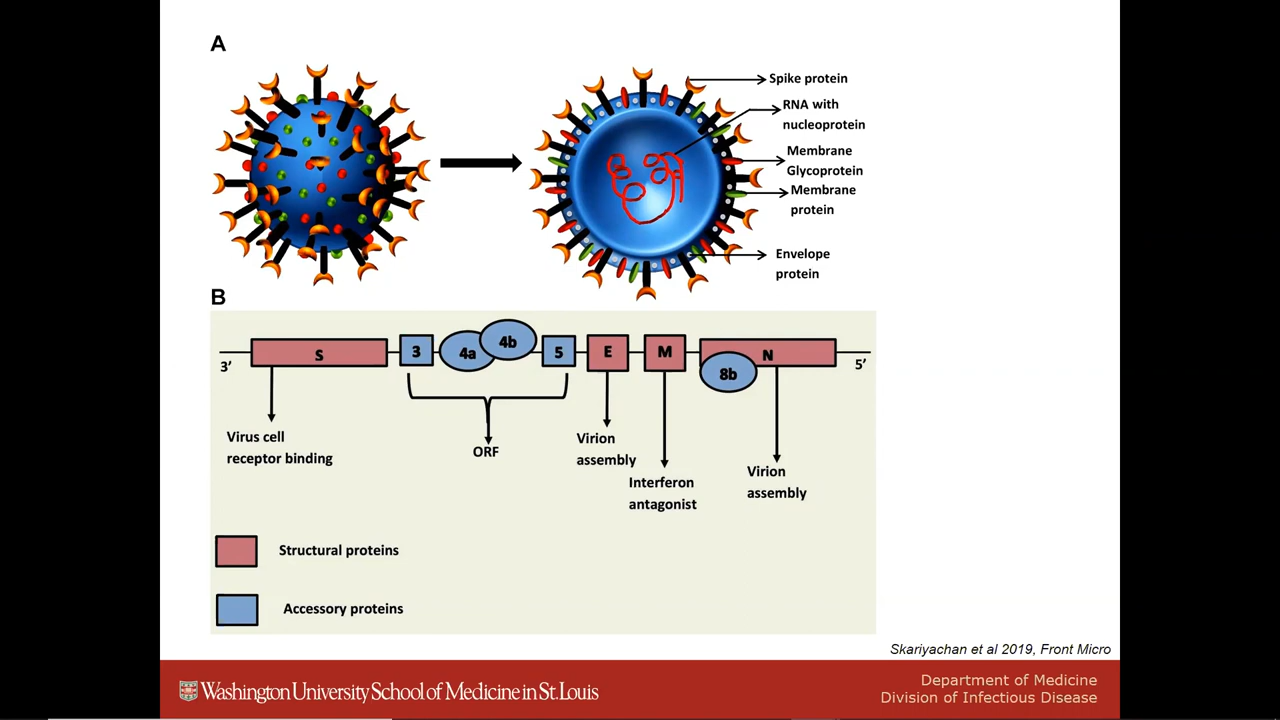 A
Spike protein
RNA with
nucleoprotein
Membrane
Glycoprotein
Membrane
protein
Envelope
protein
B
3’
S
3
4a
4b
5
E
M
N
8b
5’
Virus cell
receptor binding
ORF
Virion
assembly
Interferon
antagonist
Virion
assembly
Structural proteins
Accessory proteins
Skariyachan et al 2019, Front Micro
Washington University School of Medicine in St. Louis
Department of Medicine
Division of Infectious Disease